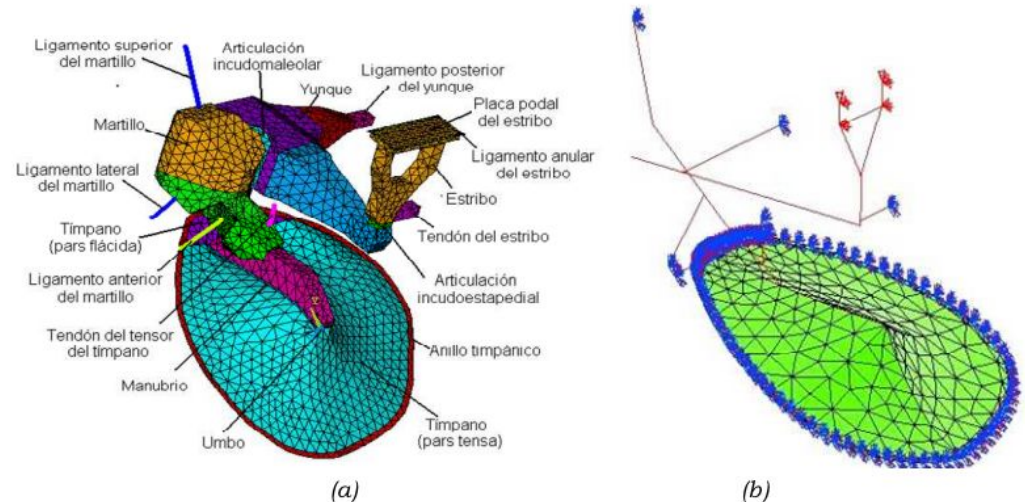 Ligamento superior
del martillo
Articulación
incudomaleolar
Yunque
Ligamento posterior
del yunque
Placa podal
del estribo
Martillo
Ligamento anular
del estribo
Ligamento lateral
del martillo
Estribo
Tímpano
(pars flácida)
Tendón del estribo
Ligamento anterior
del martillo
Articulación
incudoestapedial
Tendón del tensor
del tímpano
Anillo timpánico
Manubrio
Umbo
Tímpano
(pars tensa)
(a)
(b)